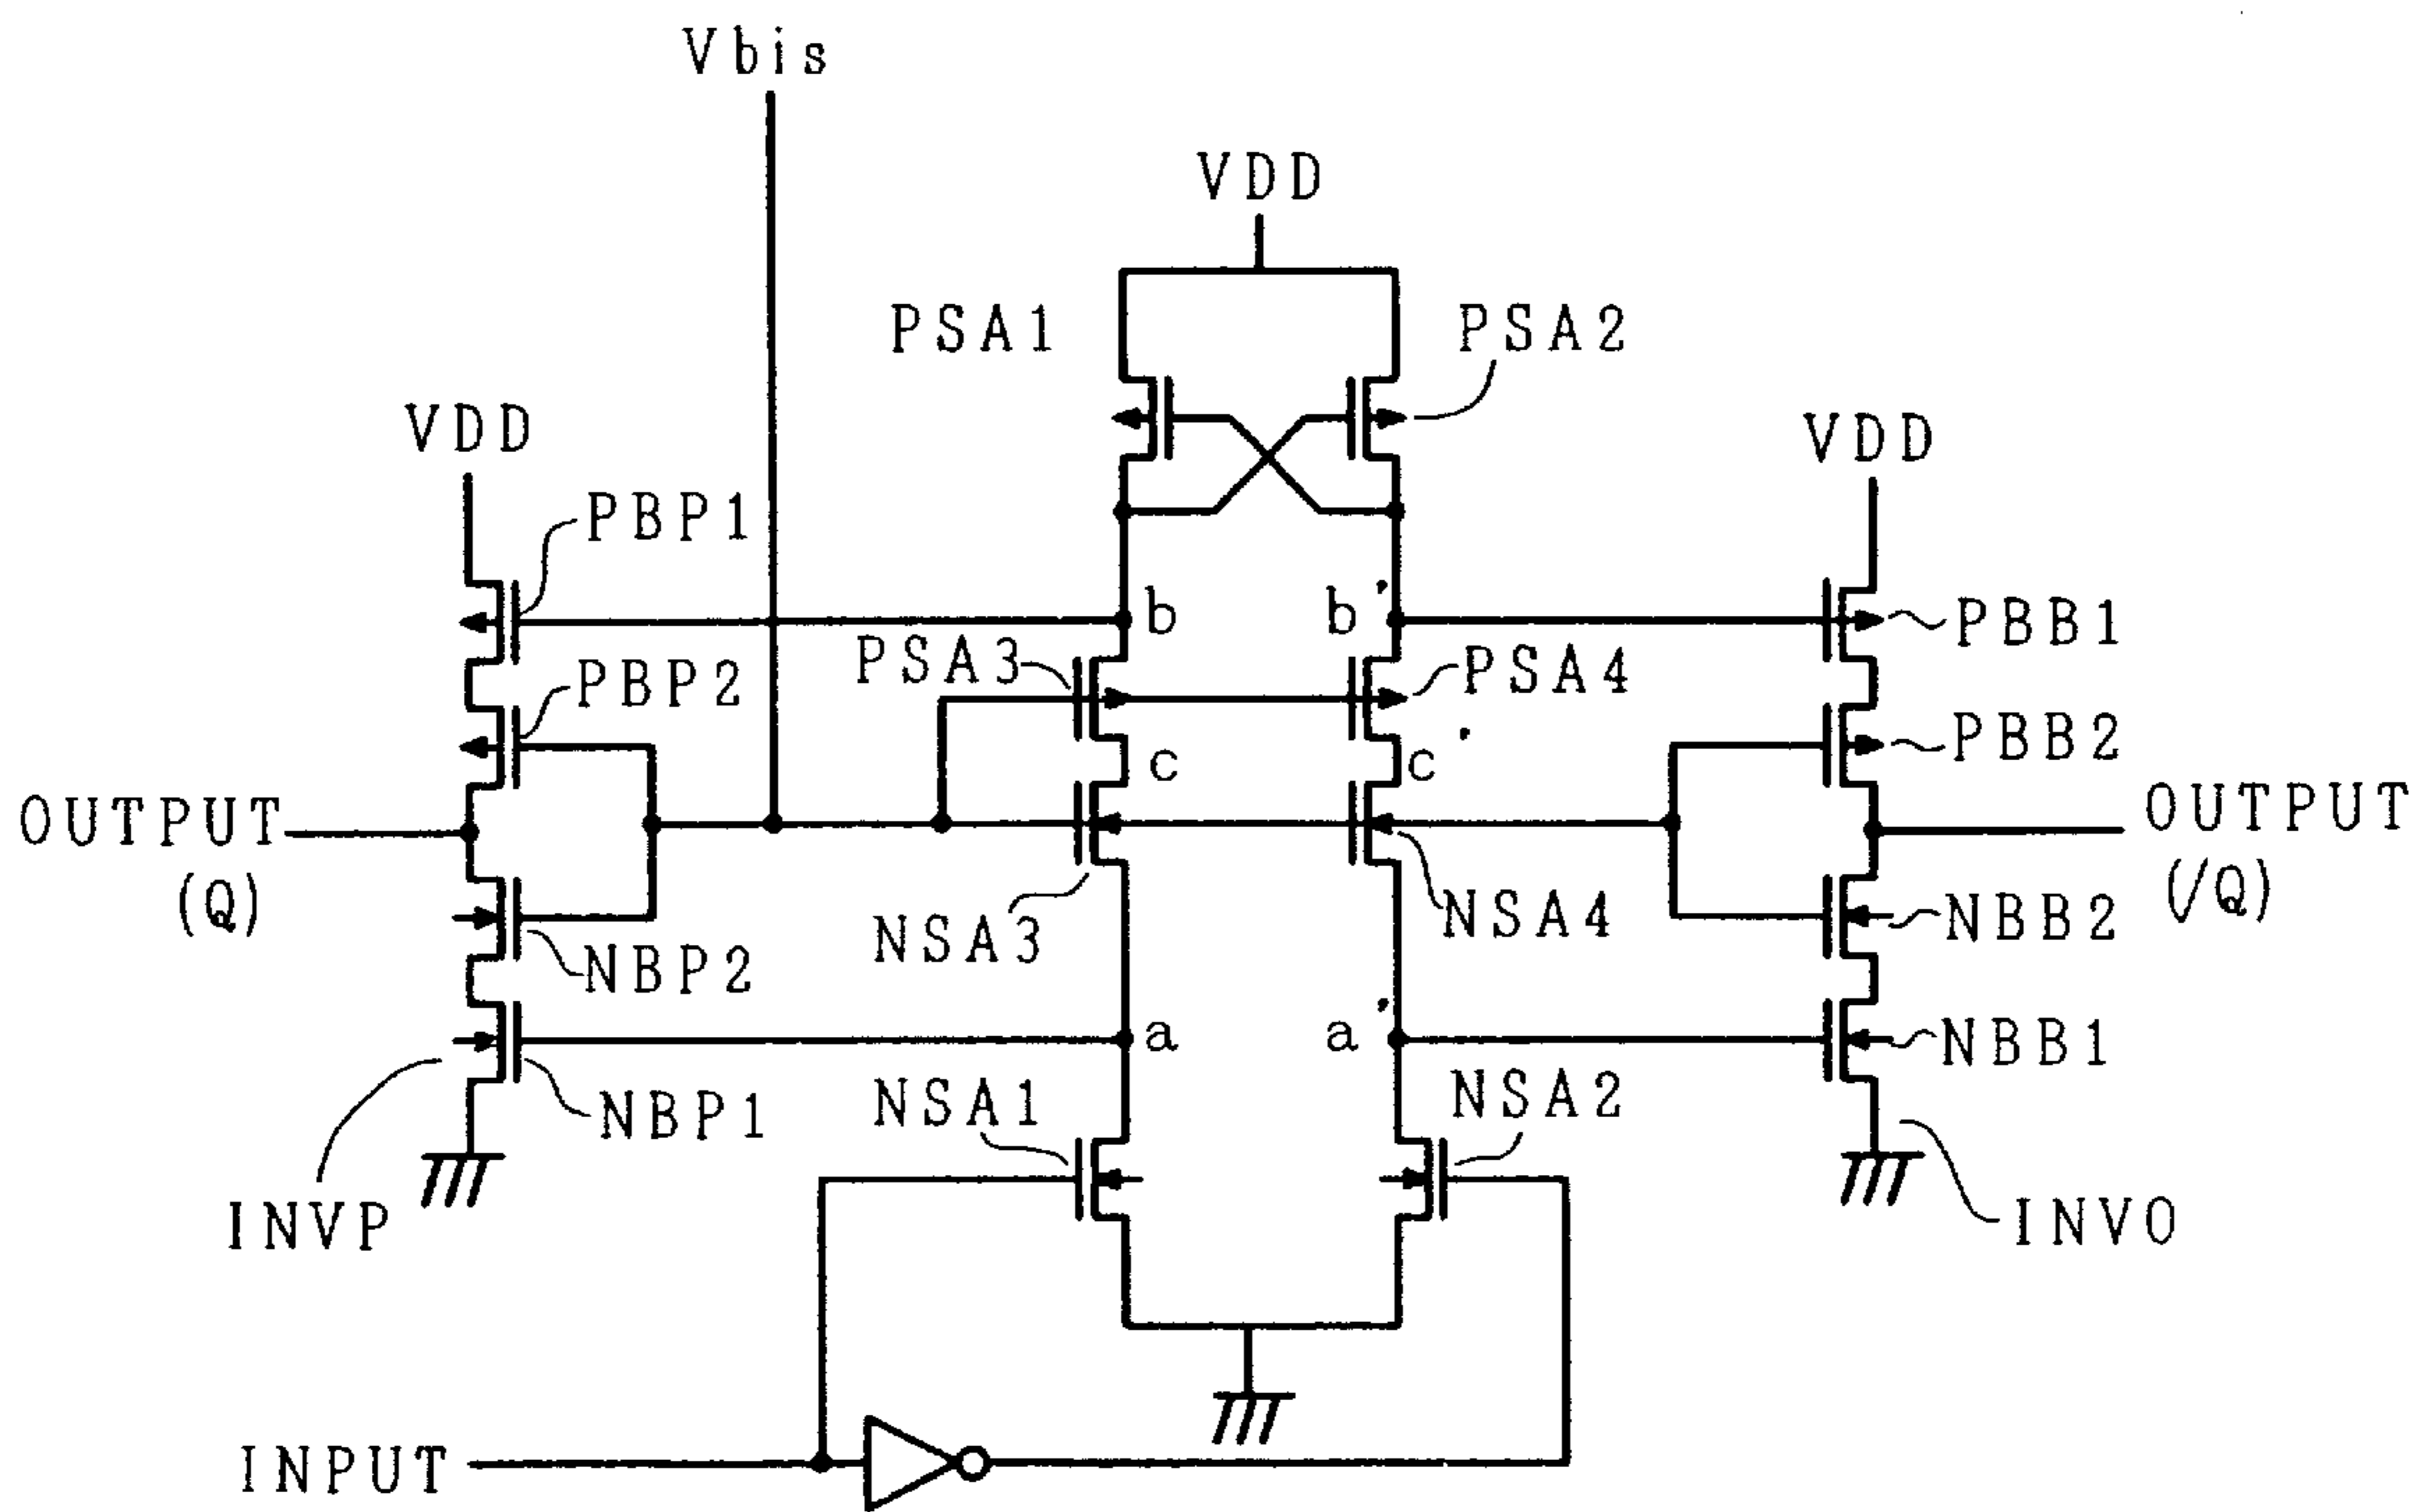 Vbis
VDD
PSA1
PSA2
VDD
VDD
PBP1
b
b'
PBB1
PSA3
PSA4
PBP2
PBB2
c
c'
OUTPUT
(Q)
OUTPUT
(/Q)
NSA3
NSA4
NBB2
NBP2
a
a'
NBB1
NBP1
NSA1
NSA2
INVP
INVO
INPUT